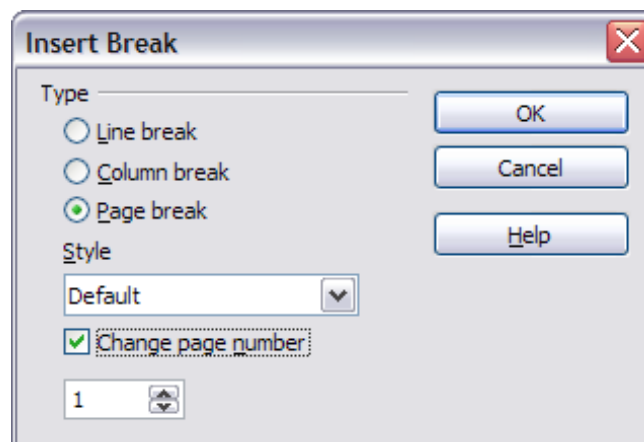 Insert Break
Type
Line break
Column break
Page break
Style
Default
Change page number
1
OK
Cancel
Help